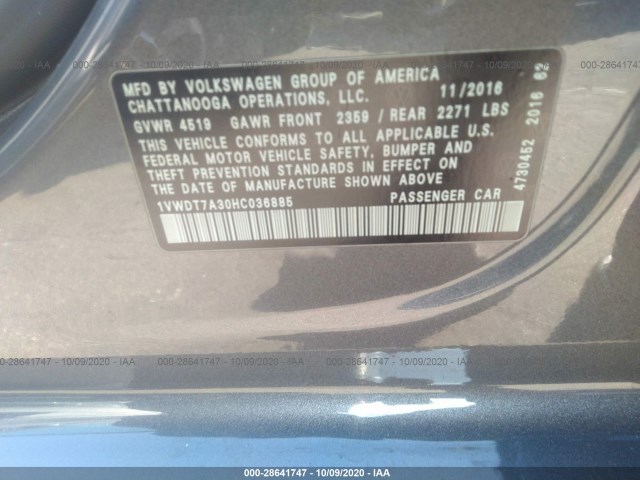 000-28641747 - 10/09/2020 - IAA
MFD BY VOLKSWAGEN GROUP OF AMERICA
CHATTANOOGA OPERATIONS, LLC. 11/2016
GVWR 4519 GAWR FRONT 2359 / REAR 2271 LBS
THIS VEHICLE CONFORMS TO ALL APPLICABLE U.S.
FEDERAL MOTOR VEHICLE SAFETY, BUMPER AND
THEFT PREVENTION STANDARDS IN EFFECT ON
THE DATE OF MANUFACTURE SHOWN ABOVE
1VWDT7A30HC036885 PASSENGER CAR
4730452 2016 62
000-28641747 - 10/09/2020 - IAA
000-28641747 - 10/09/2020 - IAA